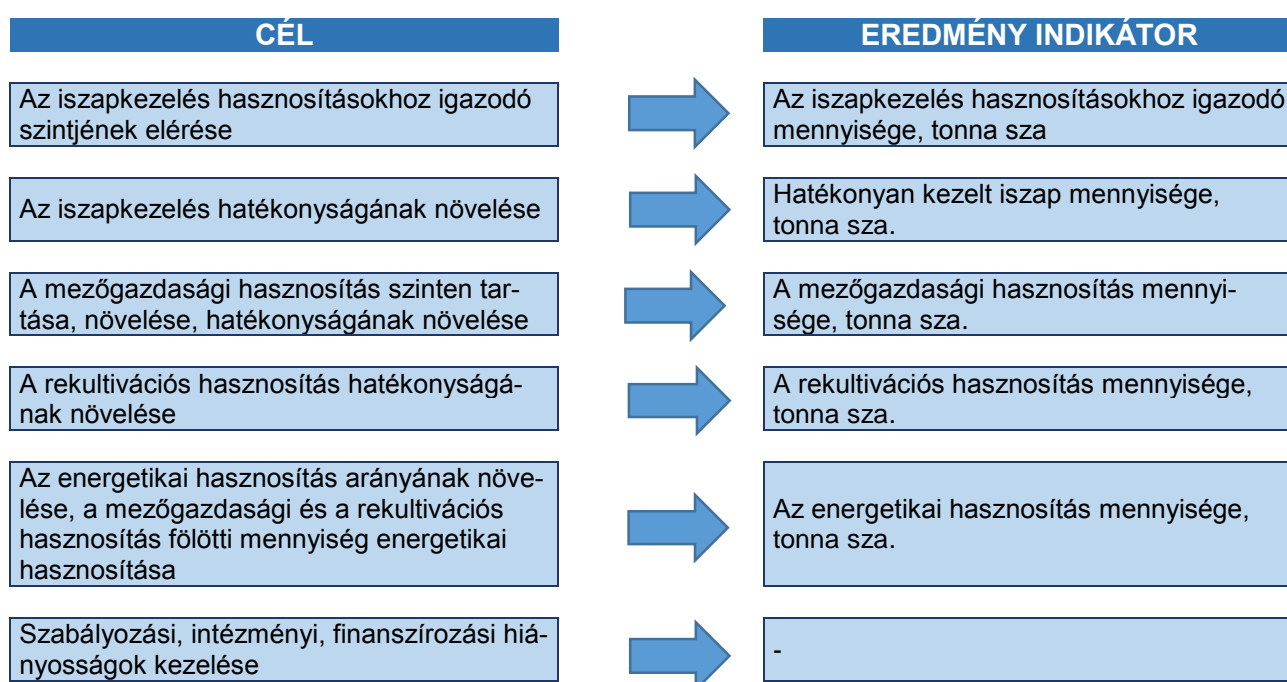 CÉL
EREDMÉNY INDIKÁTOR
Az iszapkezelés hasznosításokhoz igazodó
szintjének elérése
Az iszapkezelés hasznosításokhoz igazodó
mennyisége, tonna sza
Az iszapkezelés hatékonyságának növelése
Hatékonyan kezelt iszap mennyisége,
tonna sza.
A mezőgazdasági hasznosítás szinten tar-
tása, növelése, hatékonyságának növelése
A mezőgazdasági hasznosítás mennyi-
sége, tonna sza.
A rekultivációs hasznosítás hatékonyságá-
nak növelése
A rekultivációs hasznosítás mennyisége,
tonna sza.
Az energetikai hasznosítás arányának növe-
lése, a mezőgazdasági és a rekultivációs
hasznosítás fölötti mennyiség energetikai
hasznosítása
Az energetikai hasznosítás mennyisége,
tonna sza.
Szabályozási, intézményi, finanszírozási hiá-
nyosságok kezelése
-